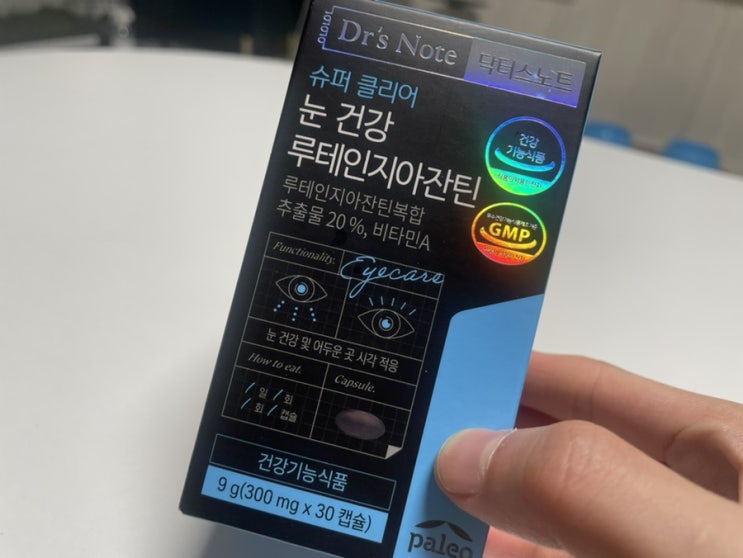 Dr's Note 닥터스노트
슈퍼 클리어
눈 건강
루테인지아잔틴
루테인지아잔틴복합
추출물 20 %, 비타민A
건강
기능식품
GMP
Functionality.
Eyecare
눈 건강 및 어두운 곳 시각 적응
How to eat.
Capsule.
1일 1회
1회 1캡슐
건강기능식품
9 g(300 mg x 30 캡슐)
paleo